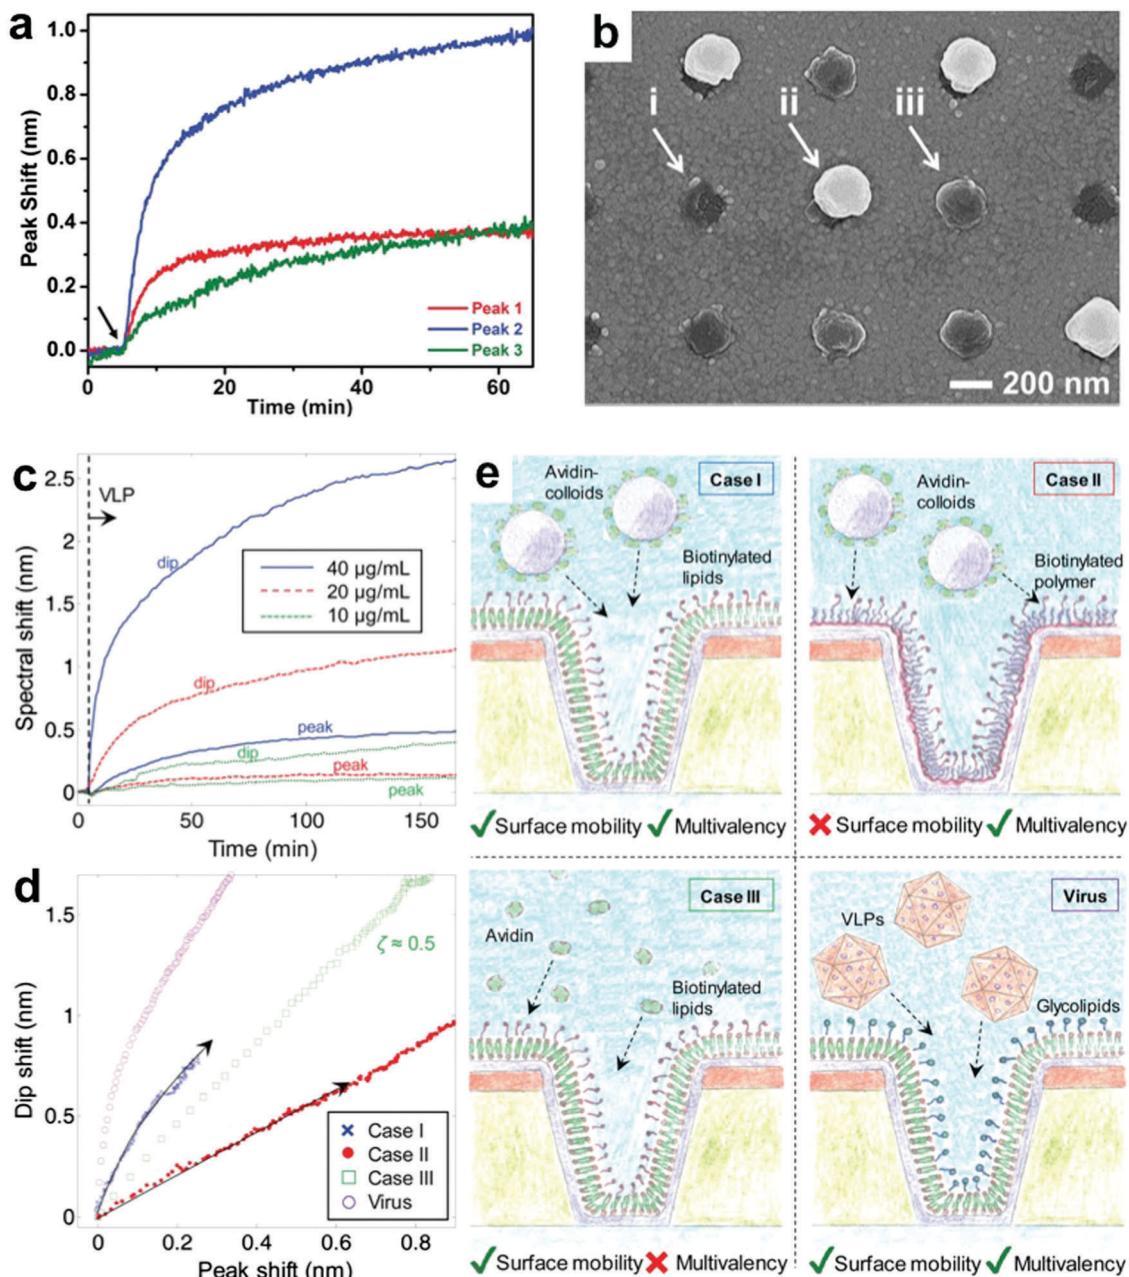 a
1.0
0.8
0.6
0.4
0.2
0.0
Peak Shift (nm)
Peak 1
Peak 2
Peak 3
0
20
40
60
Time (min)
b
i
ii
iii
200 nm
c
2.5
2
1.5
1
0.5
0
Spectral shift (nm)
VLP
dip
40 µg/mL
20 µg/mL
10 µg/mL
dip
peak
dip
peak
peak
0
50
100
150
Time (min)
d
1.5
1
0.5
0
Dip shift (nm)
ζ ≈ 0.5
Case I
Case II
Case III
Virus
0
0.2
0.4
0.6
0.8
Peak shift (nm)
e
Avidin-
colloids
Case I
Biotinylated
lipids
Surface mobility
Multivalency
Avidin-
colloids
Case II
Biotinylated
polymer
Surface mobility
Multivalency
Case III
Avidin
Biotinylated
lipids
Surface mobility
Multivalency
VLPs
Virus
Glycolipids
Surface mobility
Multivalency